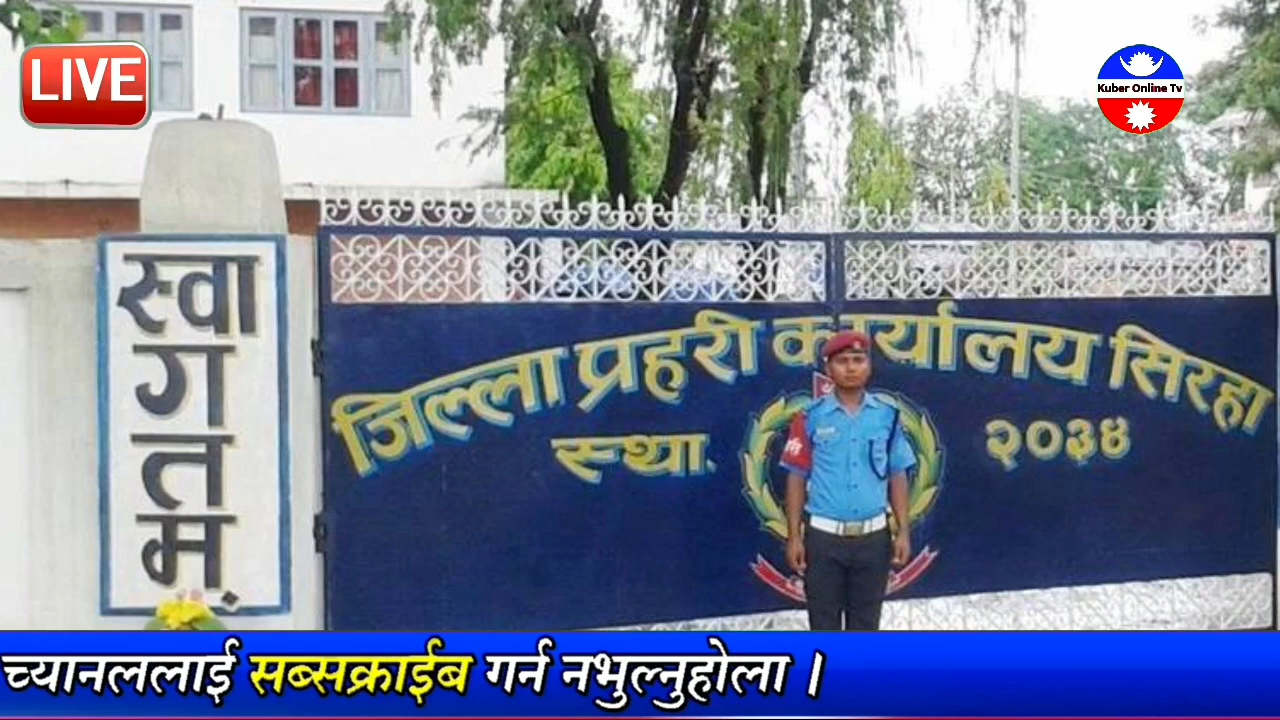 LIVE
Kuber Online Tv
स्वा
ग
त
म.
जिल्ला प्रहरी कार्यालय सिरहा
स्था. २०३४
च्यानललाई सब्सक्राईब गर्न नभुल्नुहोला ।